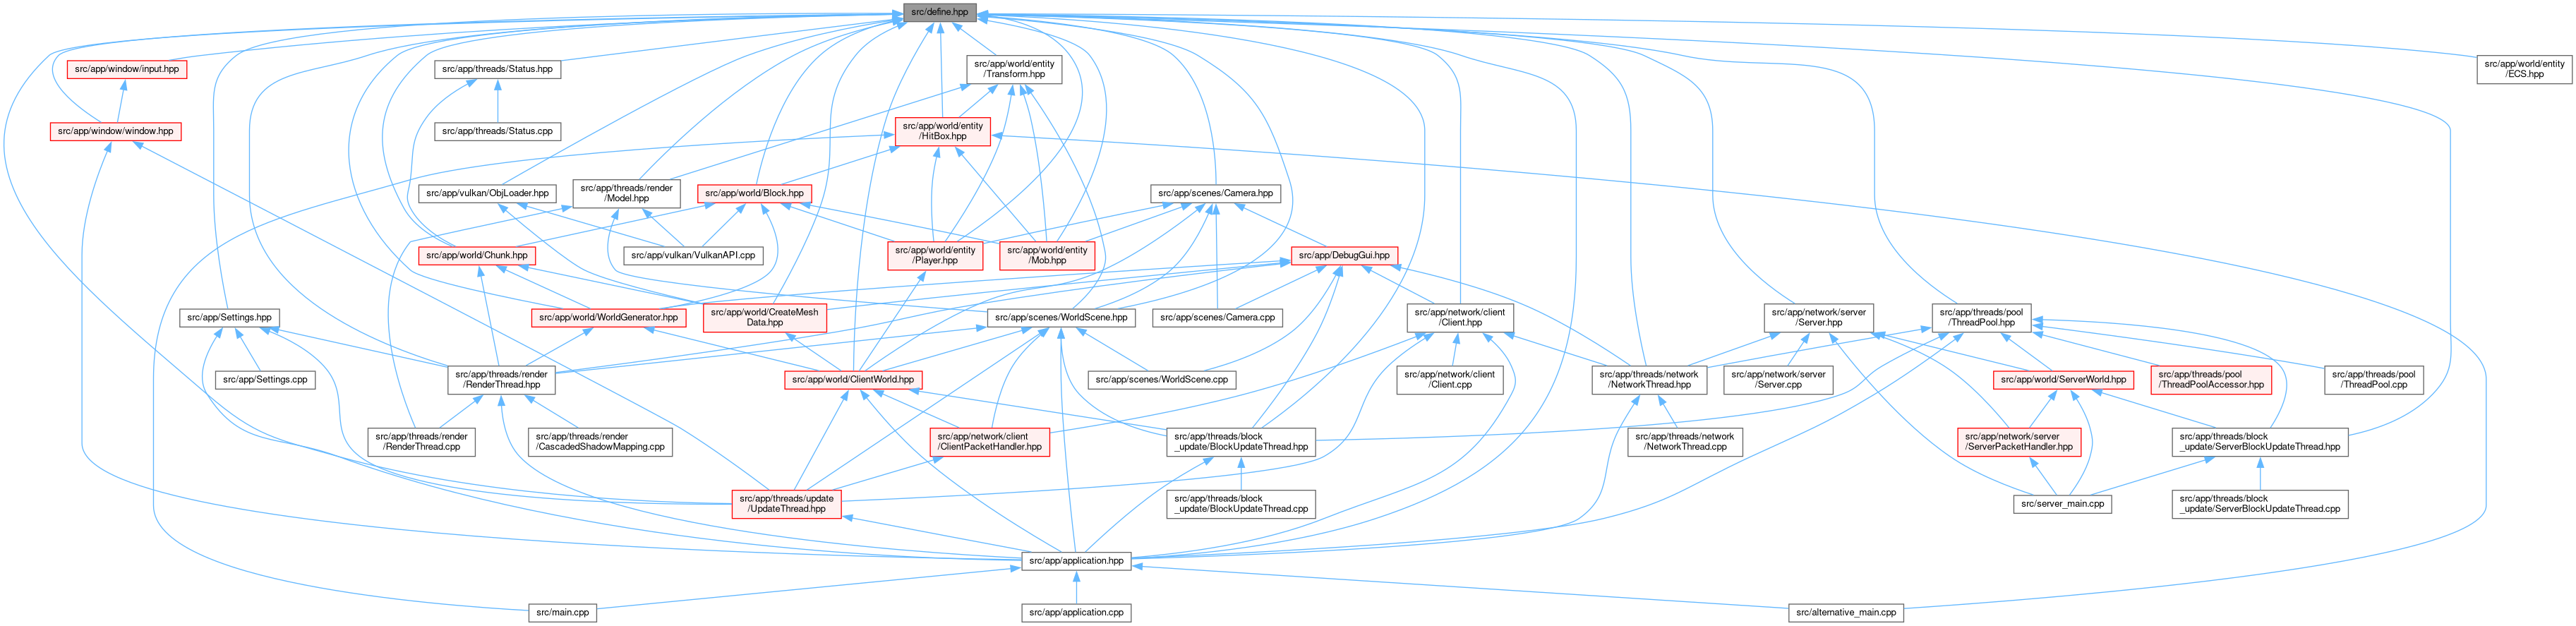 src/define.hpp
src/app/window/input.hpp
src/app/threads/Status.hpp
src/app/world/entity
/Transform.hpp
src/app/world/entity
/ECS.hpp
src/app/window/window.hpp
src/app/threads/Status.cpp
src/app/world/entity
/HitBox.hpp
src/app/vulkan/ObjLoader.hpp
src/app/threads/render
/Model.hpp
src/app/world/Block.hpp
src/app/scenes/Camera.hpp
src/app/world/Chunk.hpp
src/app/vulkan/VulkanAPI.cpp
src/app/world/entity
/Player.hpp
src/app/world/entity
/Mob.hpp
src/app/DebugGui.hpp
src/app/Settings.hpp
src/app/world/WorldGenerator.hpp
src/app/world/CreateMesh
Data.hpp
src/app/scenes/WorldScene.hpp
src/app/scenes/Camera.cpp
src/app/network/client
/Client.hpp
src/app/network/server
/Server.hpp
src/app/threads/pool
/ThreadPool.hpp
src/app/Settings.cpp
src/app/threads/render
/RenderThread.hpp
src/app/world/ClientWorld.hpp
src/app/scenes/WorldScene.cpp
src/app/network/client
/Client.cpp
src/app/threads/network
/NetworkThread.hpp
src/app/network/server
/Server.cpp
src/app/world/ServerWorld.hpp
src/app/threads/pool
/ThreadPoolAccessor.hpp
src/app/threads/pool
/ThreadPool.cpp
src/app/threads/render
/RenderThread.cpp
src/app/threads/render
/CascadedShadowMapping.cpp
src/app/network/client
/ClientPacketHandler.hpp
src/app/threads/block
_update/BlockUpdateThread.hpp
src/app/threads/network
/NetworkThread.cpp
src/app/network/server
/ServerPacketHandler.hpp
src/app/threads/block
_update/ServerBlockUpdateThread.hpp
src/app/threads/update
/UpdateThread.hpp
src/app/threads/block
_update/BlockUpdateThread.cpp
src/server_main.cpp
src/app/threads/block
_update/ServerBlockUpdateThread.cpp
src/app/application.hpp
src/main.cpp
src/app/application.cpp
src/alternative_main.cpp